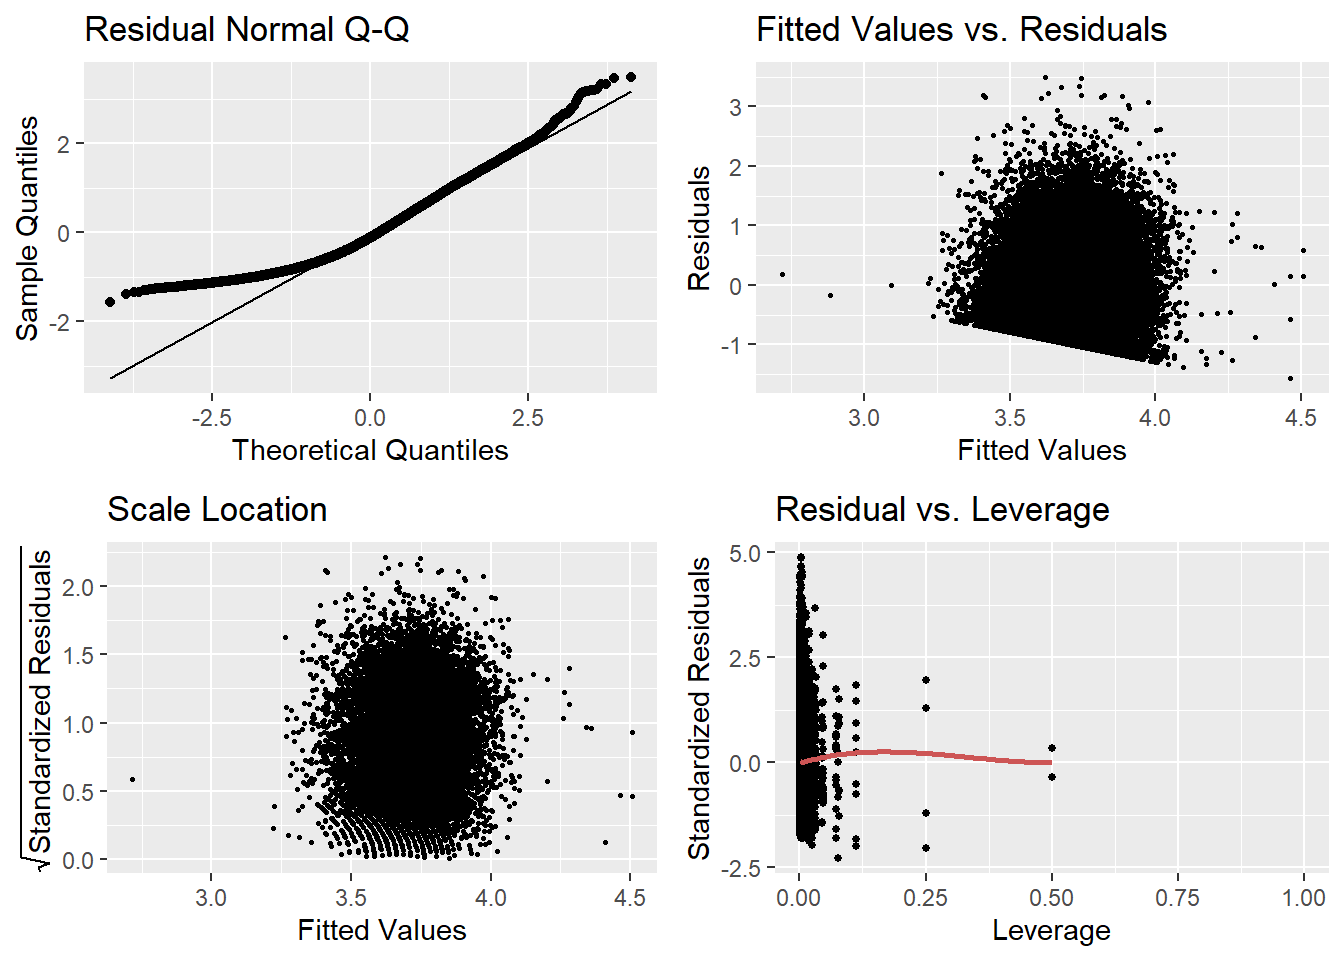 Residual Normal Q-Q
Sample Quantiles
2
0
-2
-2.5 0.0 2.5
Theoretical Quantiles
Fitted Values vs. Residuals
Residuals
3
2
1
0
-1
3.0 3.5 4.0 4.5
Fitted Values
Scale Location
√Standardized Residuals
2.0
1.5
1.0
0.5
0.0
3.0 3.5 4.0 4.5
Fitted Values
Residual vs. Leverage
Standardized Residuals
5.0
2.5
0.0
-2.5
0.00 0.25 0.50 0.75 1.00
Leverage